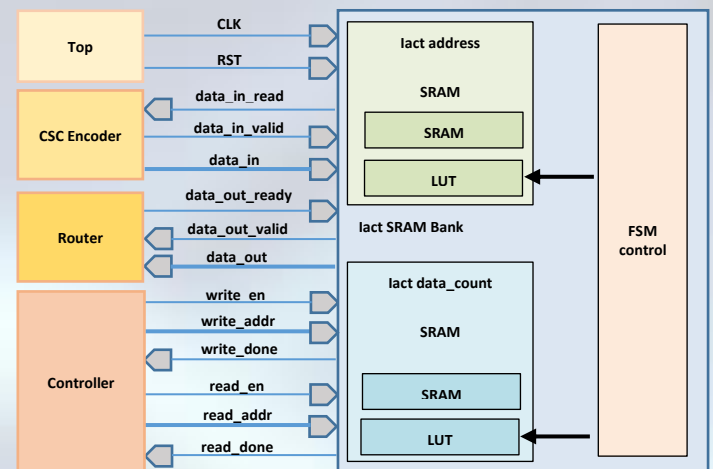 Top
CLK
RST
CSC Encoder
data_in_read
data_in_valid
data_in
Router
data_out_ready
data_out_valid
data_out
Controller
write_en
write_addr
write_done
read_en
read_addr
read_done
Iact address
SRAM
SRAM
LUT
Iact SRAM Bank
Iact data_count
SRAM
SRAM
LUT
FSM
control